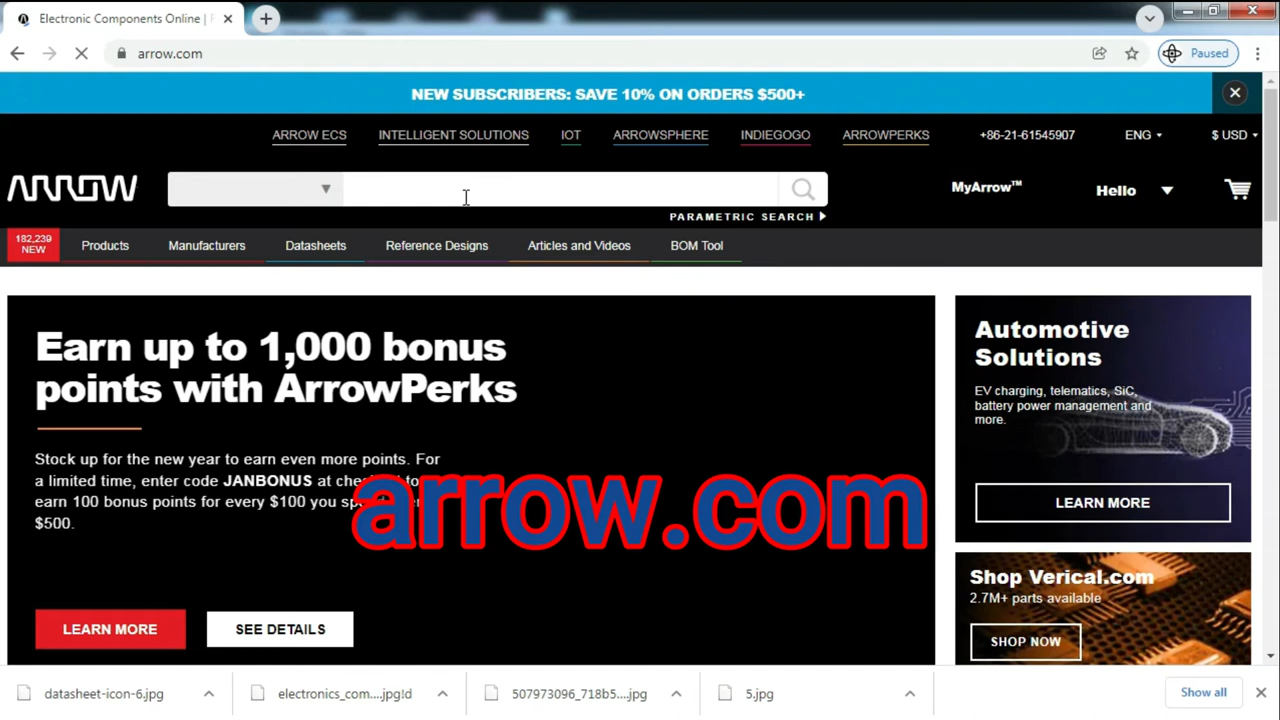 Electronic Components Online |
arrow.com
Paused
NEW SUBSCRIBERS: SAVE 10% ON ORDERS $500+
ARROW ECS INTELLIGENT SOLUTIONS IOT ARROWSPHERE INDIEGOGO ARROWPERKS +86-21-61545907 ENG $ USD
ARROW
MyArrow™ Hello
PARAMETRIC SEARCH
182,239
NEW
Products Manufacturers Datasheets Reference Designs Articles and Videos BOM Tool
Earn up to 1,000 bonus
points with ArrowPerks
Stock up for the new year to earn even more points. For
a limited time, enter code JANBONUS at
earn 100 bonus points for every $100 you
$500.
LEARN MORE
SEE DETAILS
arrow.com
Automotive
Solutions
EV charging, telematics, SiC,
battery power management and
more.
LEARN MORE
Shop Verical.com
2.7M+ parts available
SHOP NOW
datasheet-icon-6.jpg electronics_com....jpg!d 507973096_718b5....jpg 5.jpg Show all